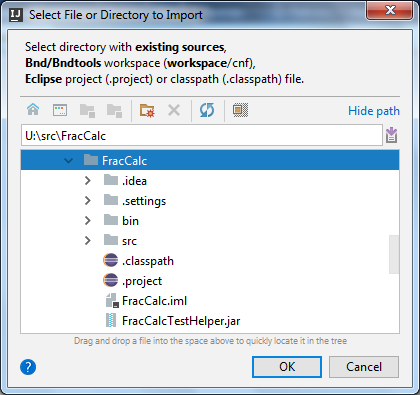 Select File or Directory to Import
Select directory with existing sources,
Bnd/Bndtools workspace (workspace/cnf),
Eclipse project (.project) or classpath (.classpath) file.
Hide path
U:\src\FracCalc
FracCalc
.idea
.settings
bin
src
.classpath
.project
FracCalc.iml
FracCalcTestHelper.jar
Drag and drop a file into the space above to quickly locate it in the tree
?
OK
Cancel